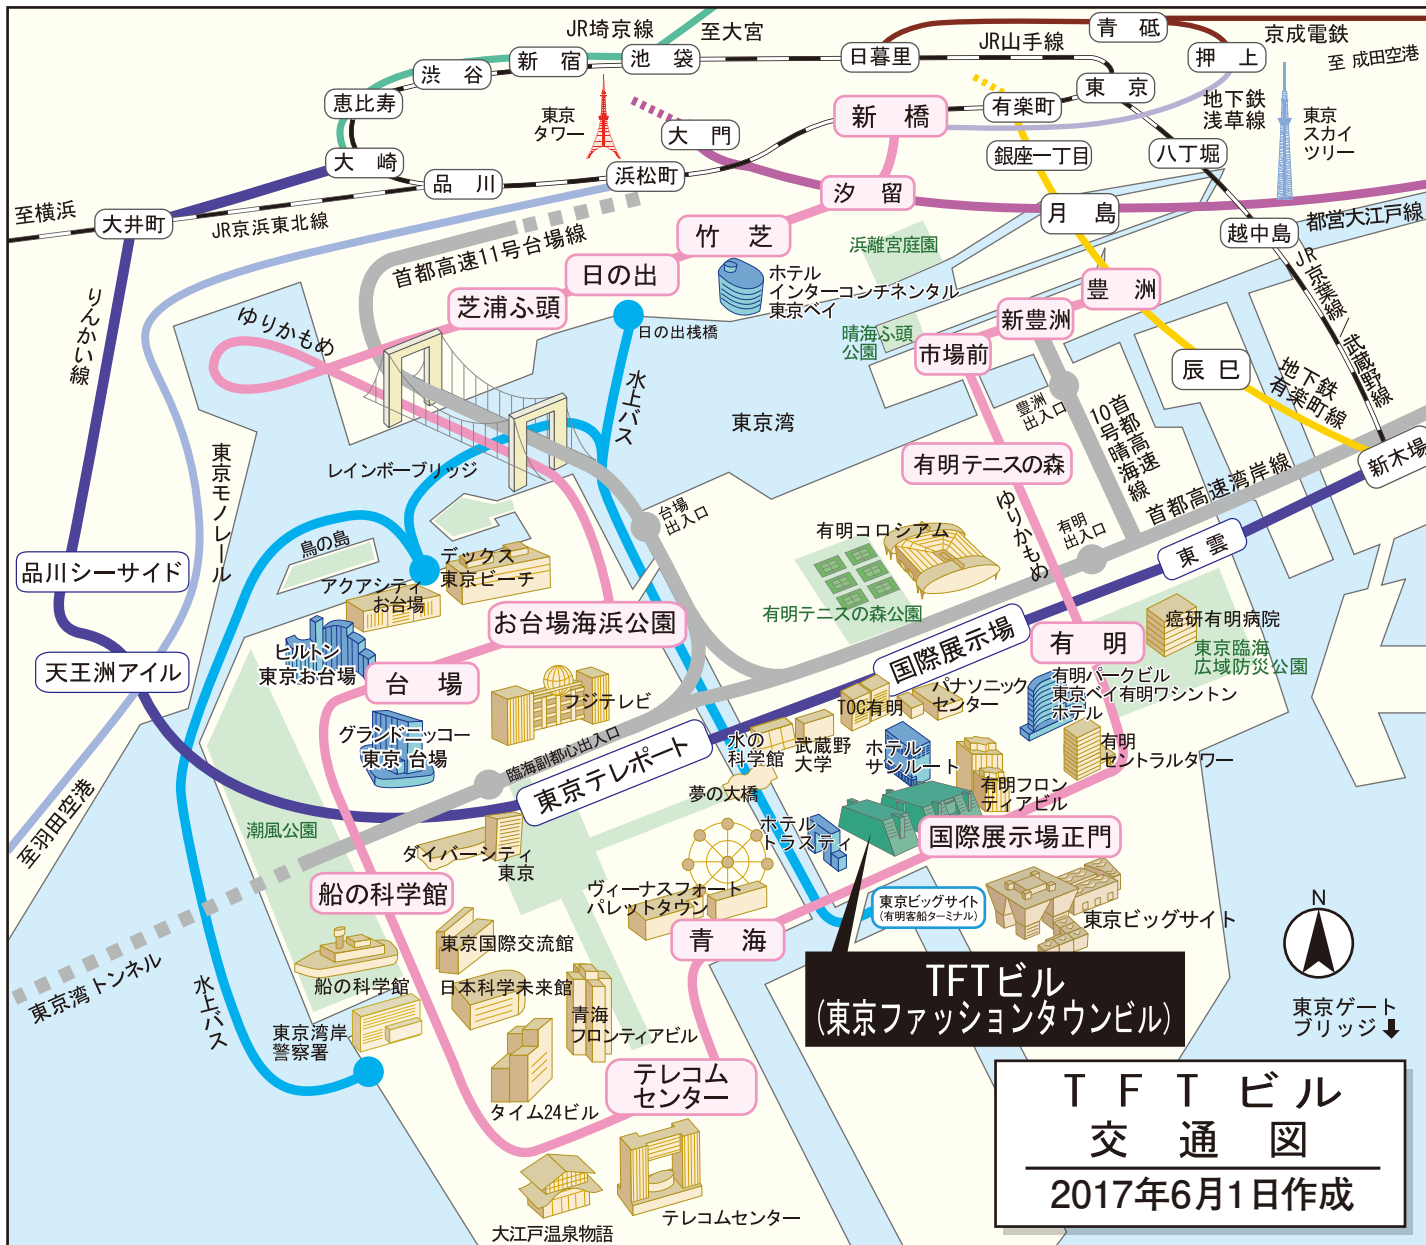 JR埼京線
至大宮
青砥
京成電鉄
至 成田空港
渋谷
新宿
池袋
日暮里
JR山手線
押上
恵比寿
東京
タワー
大門
新橋
有楽町
東京
地下鉄
浅草線
東京
スカイ
ツリー
大崎
品川
浜松町
銀座一丁目
八丁堀
至横浜
大井町
JR京浜東北線
汐留
月島
越中島
都営大江戸線
首都高速11号台場線
竹芝
浜離宮庭園
JR京葉線/武蔵野線
日の出
ホテル
インターコンチネンタル
東京ベイ
豊洲
りんかい線
ゆりかもめ
芝浦ふ頭
日の出桟橋
晴海ふ頭
公園
新豊洲
市場前
辰巳
地下鉄
有楽町線
水上バス
東京湾
豊洲
出入口
首都高速
10号晴海線
新木場
東京モノレール
レインボーブリッジ
有明テニスの森
首都高速湾岸線
台場
出入口
ゆりかもめ
有明
出入口
東雲
鳥の島
デックス
東京ビーチ
有明コロシアム
品川シーサイド
アクアシティ
お台場
有明テニスの森公園
お台場海浜公園
国際展示場
有明
癌研有明病院
東京臨海
広域防災公園
天王洲アイル
ヒルトン
東京お台場
台場
フジテレビ
パナソニック
センター
TOC有明
有明パークビル
東京ベイ有明ワシントン
ホテル
グランドニッコー
東京 台場
臨海副都心出入口
東京テレポート
水の
科学館
武蔵野
大学
ホテル
サンルート
有明
セントラルタワー
至羽田空港
潮風公園
夢の大橋
有明フロン
ティアビル
ダイバーシティ
東京
ホテル
トラスティ
国際展示場正門
船の科学館
ヴィーナスフォート
パレットタウン
東京ビッグサイト
(有明客船ターミナル)
東京ビッグサイト
青海
東京国際交流館
N
東京湾トンネル
水上バス
船の科学館
日本科学未来館
TFTビル
(東京ファッションタウンビル)
東京湾岸
警察署
青海
フロンティアビル
東京ゲート
ブリッジ
テレコム
センター
タイム24ビル
大江戸温泉物語
テレコムセンター
TFTビル
交通図
2017年6月1日作成